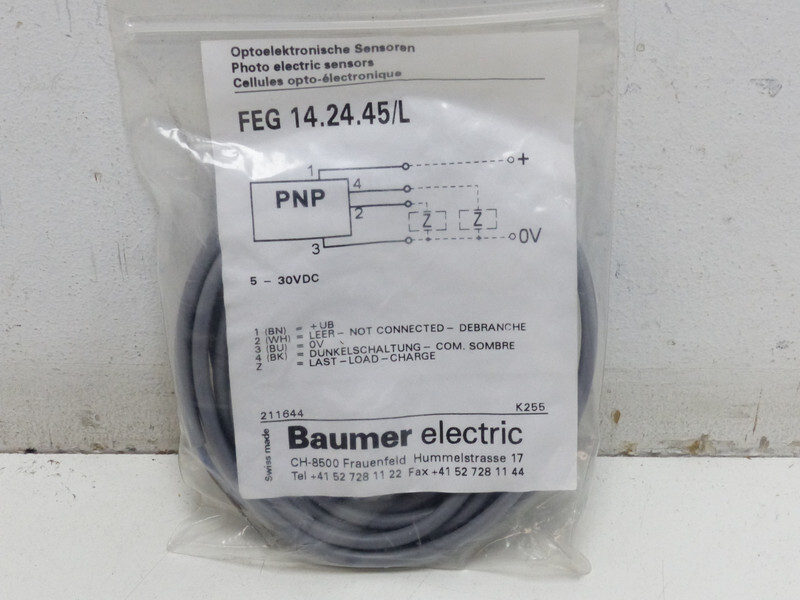 Optoelektronische Sensoren
Photo electric sensors
Cellules opto-électronique
FEG 14.24.45/L
1
+
PNP
4
2
Z
Z
3
0V
5 - 30VDC
1 (BN) = +UB
2 (WH) = LEER - NOT CONNECTED - DEBRANCHE
3 (BU) = 0V
4 (BK) = DUNKELSCHALTUNG - COM. SOMBRE
Z = LAST-LOAD-CHARGE
211644 K255
Swiss made
Baumer electric
CH-8500 Frauenfeld Hummelstrasse 17
Tel +41 52 728 11 22 Fax +41 52 728 11 44